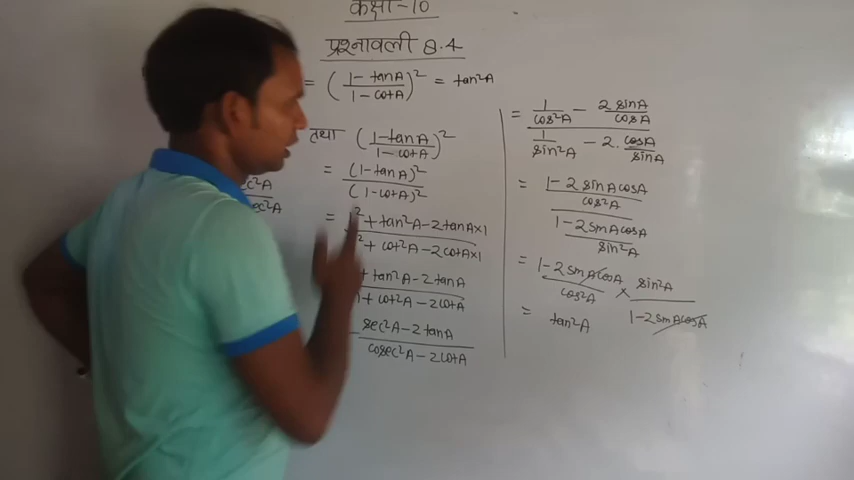 कक्षा-10
प्रश्नावली 8.4
= (1-tanA / 1-cotA)² = tan²A
तथा (1-tanA / 1-cotA)²
= (1-tanA)² / (1-cotA)²
= 1²+tan²A-2tanA×1 / 1²+cot²A-2cotA×1
+tan²A-2tanA / 1+cot²A-2cotA
sec²A-2tanA / cosec²A-2cotA
= 1/cos²A - 2sinA/cosA / 1/sin²A - 2.cosA/sinA
= 1-2sinAcosA / cos²A / 1-2sinAcosA / sin²A
= 1-2sinAcosA / cos²A × sin²A / 1-2sinAcosA
= tan²A